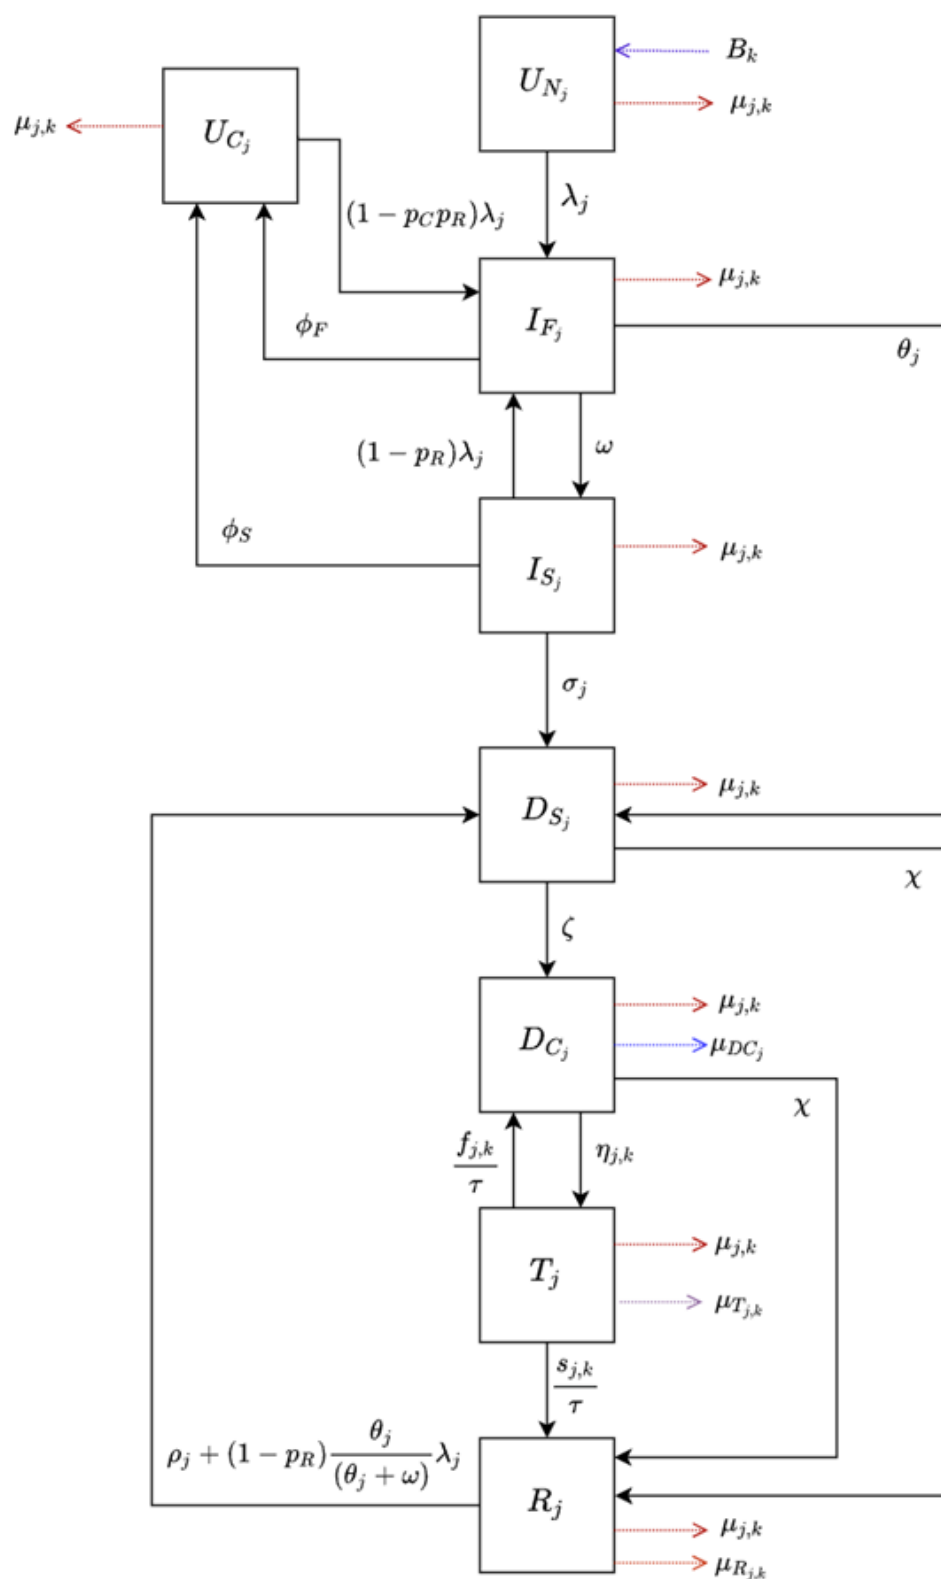 B_k
U_{N_j}
μ_{j,k}
μ_{j,k}
U_{C_j}
(1 − p_C p_R)λ_j
λ_j
μ_{j,k}
I_{F_j}
ϕ_F
θ_j
(1 − p_R)λ_j
ω
ϕ_S
μ_{j,k}
I_{S_j}
σ_j
μ_{j,k}
D_{S_j}
χ
ζ
μ_{j,k}
D_{C_j}
μ_{DC_j}
χ
f_{j,k}/τ
η_{j,k}
μ_{j,k}
T_j
μ_{T_{j,k}}
s_{j,k}/τ
ρ_j + (1 − p_R) θ_j/(θ_j + ω) λ_j
R_j
μ_{j,k}
μ_{R_{j,k}}